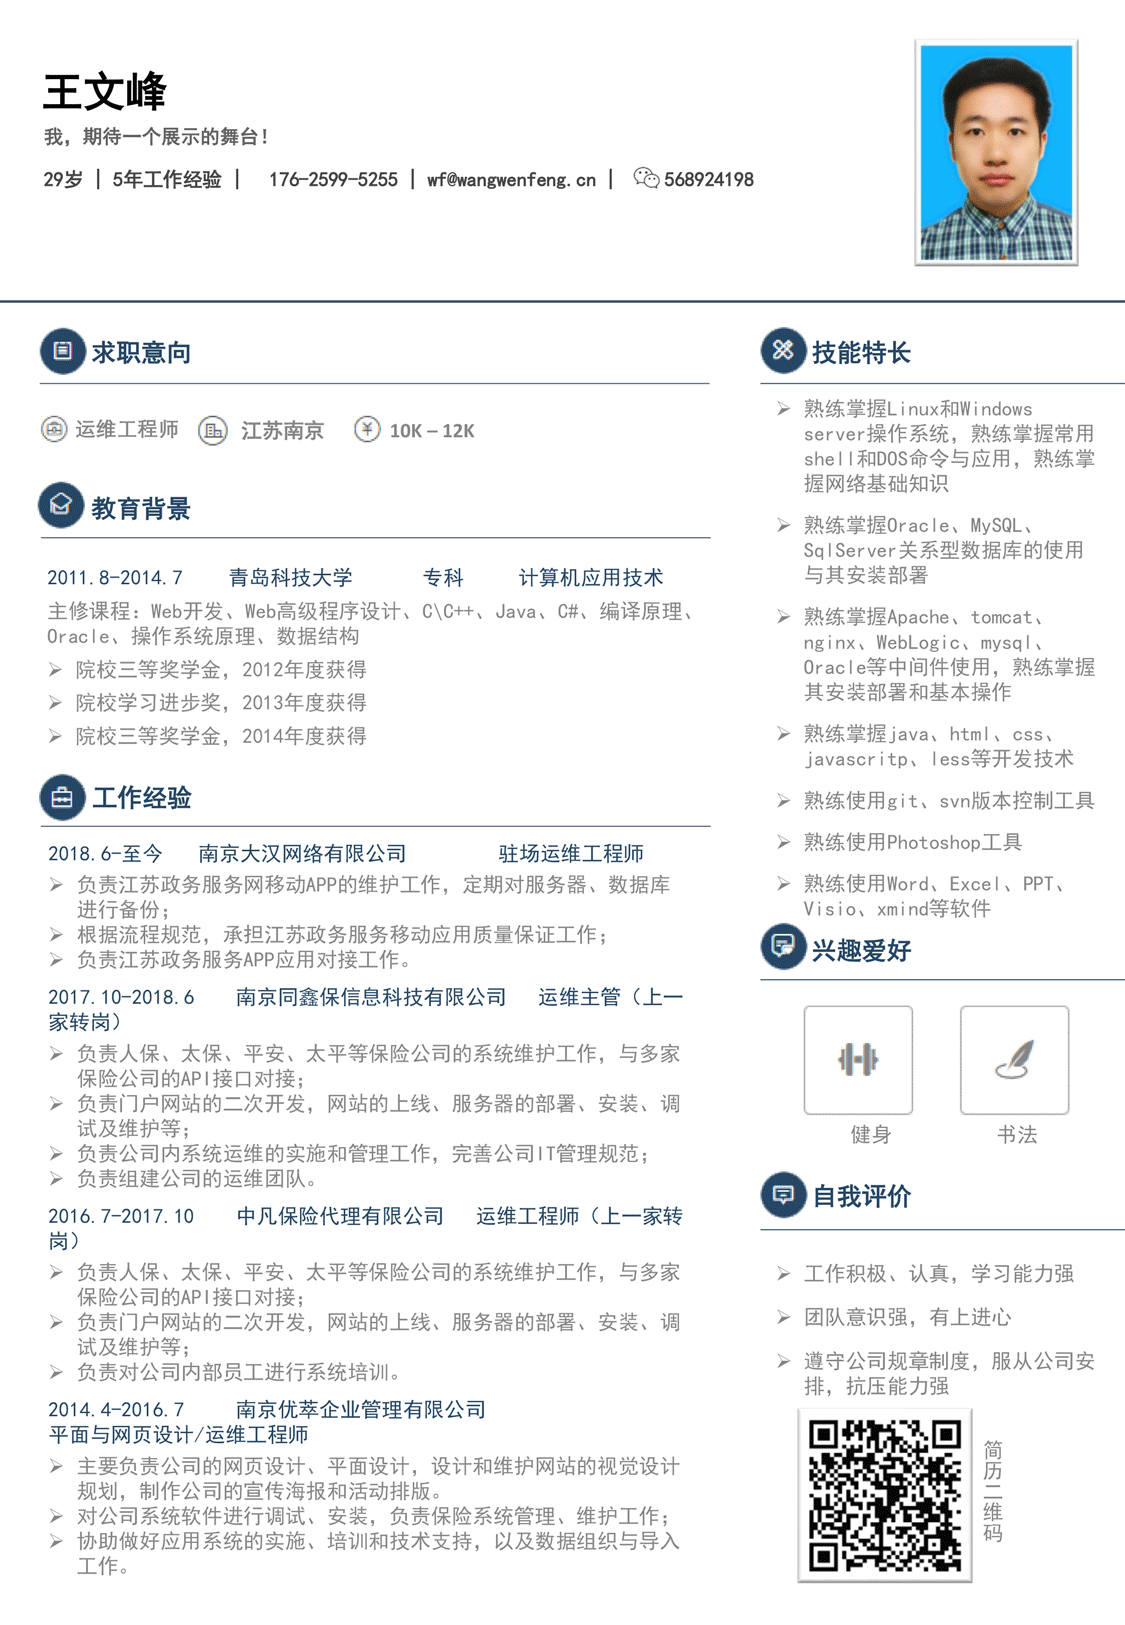 王文峰
我，期待一个展示的舞台！
29岁 | 5年工作经验 | 176-2599-5255 | wf@wangwenfeng.cn | 568924198
求职意向
运维工程师 江苏南京 10K – 12K
教育背景
2011.8-2014.7 青岛科技大学 专科 计算机应用技术
主修课程：Web开发、Web高级程序设计、C\C++、Java、C#、编译原理、
Oracle、操作系统原理、数据结构
院校三等奖学金，2012年度获得
院校学习进步奖，2013年度获得
院校三等奖学金，2014年度获得
工作经验
2018.6-至今 南京大汉网络有限公司 驻场运维工程师
负责江苏政务服务网移动APP的维护工作，定期对服务器、数据库
进行备份；
根据流程规范，承担江苏政务服务移动应用质量保证工作；
负责江苏政务服务APP应用对接工作。
2017.10-2018.6 南京同鑫保信息科技有限公司 运维主管（上一
家转岗）
负责人保、太保、平安、太平等保险公司的系统维护工作，与多家
保险公司的API接口对接；
负责门户网站的二次开发，网站的上线、服务器的部署、安装、调
试及维护等；
负责公司内系统运维的实施和管理工作，完善公司IT管理规范；
负责组建公司的运维团队。
2016.7-2017.10 中凡保险代理有限公司 运维工程师（上一家转
岗）
负责人保、太保、平安、太平等保险公司的系统维护工作，与多家
保险公司的API接口对接；
负责门户网站的二次开发，网站的上线、服务器的部署、安装、调
试及维护等；
负责对公司内部员工进行系统培训。
2014.4-2016.7 南京优萃企业管理有限公司
平面与网页设计/运维工程师
主要负责公司的网页设计、平面设计，设计和维护网站的视觉设计
规划，制作公司的宣传海报和活动排版。
对公司系统软件进行调试、安装，负责保险系统管理、维护工作；
协助做好应用系统的实施、培训和技术支持，以及数据组织与导入
工作。
技能特长
熟练掌握Linux和Windows
server操作系统，熟练掌握常用
shell和DOS命令与应用，熟练掌
握网络基础知识
熟练掌握Oracle、MySQL、
SqlServer关系型数据库的使用
与其安装部署
熟练掌握Apache、tomcat、
nginx、WebLogic、mysql、
Oracle等中间件使用，熟练掌握
其安装部署和基本操作
熟练掌握java、html、css、
javascritp、less等开发技术
熟练使用git、svn版本控制工具
熟练使用Photoshop工具
熟练使用Word、Excel、PPT、
Visio、xmind等软件
兴趣爱好
健身 书法
自我评价
工作积极、认真，学习能力强
团队意识强，有上进心
遵守公司规章制度，服从公司安
排，抗压能力强
简历二维码